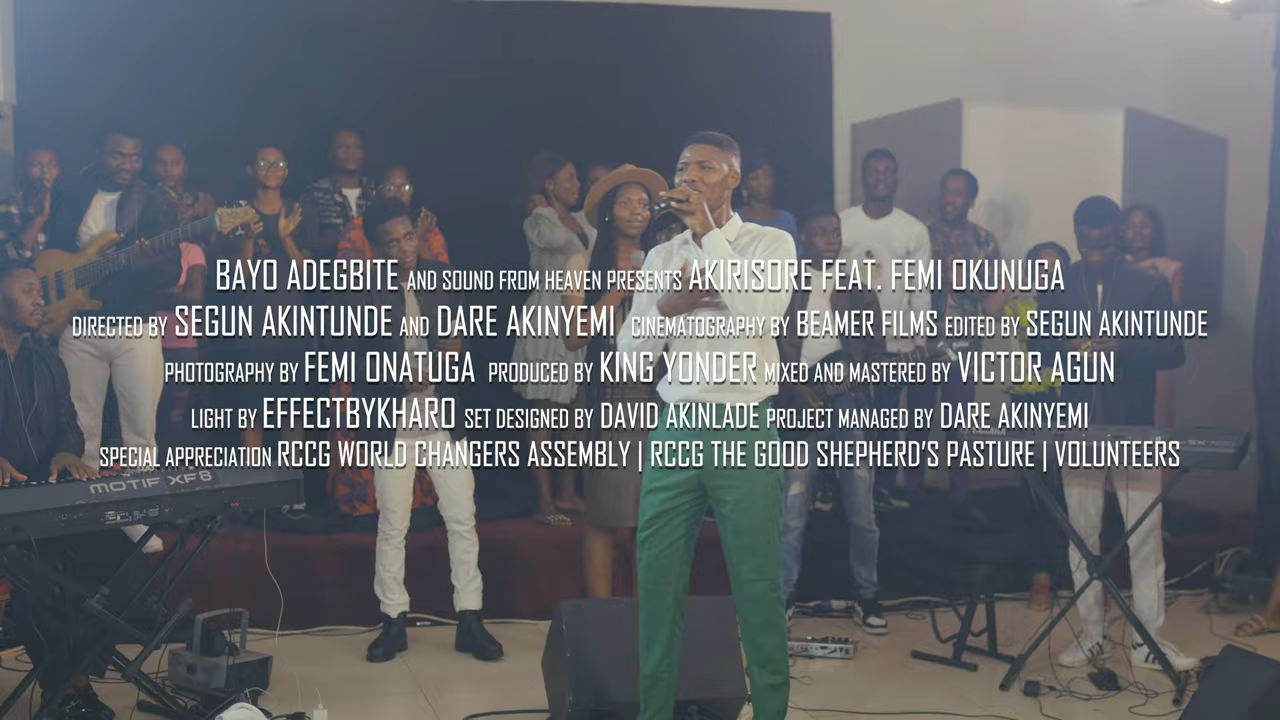 BAYO ADEGBITE AND SOUND FROM HEAVEN PRESENTS AKIRISORE FEAT. FEMI OKUNUGA
DIRECTED BY SEGUN AKINTUNDE AND DARE AKINYEMI CINEMATOGRAPHY BY BEAMER FILMS EDITED BY SEGUN AKINTUNDE
PHOTOGRAPHY BY FEMI ONATUGA PRODUCED BY KING YONDER MIXED AND MASTERED BY VICTOR AGUN
LIGHT BY EFFECTBYKHARO SET DESIGNED BY DAVID AKINLADE PROJECT MANAGED BY DARE AKINYEMI
SPECIAL APPRECIATION RCCG WORLD CHANGERS ASSEMBLY | RCCG THE GOOD SHEPHERD'S PASTURE | VOLUNTEERS
MOTIF XF8